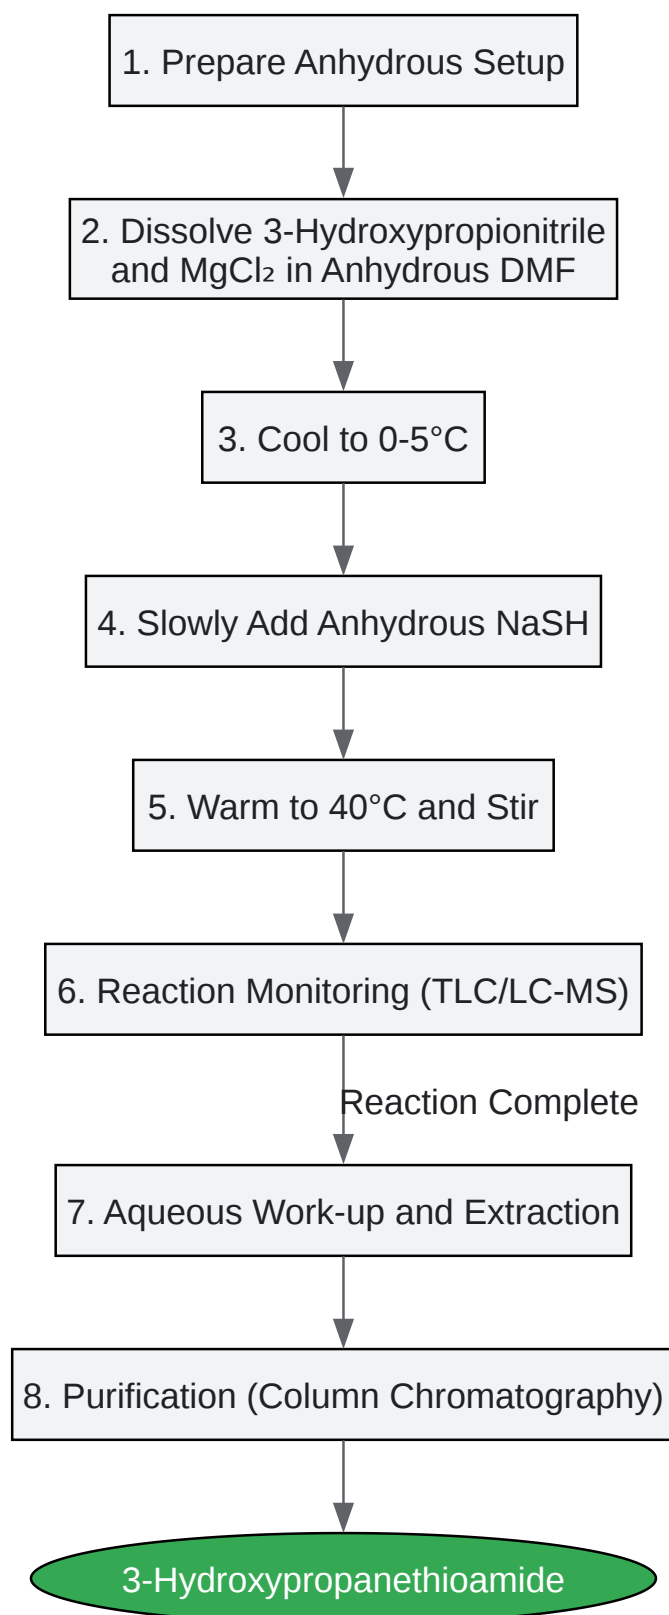 1. Prepare Anhydrous Setup
2. Dissolve 3-Hydroxypropionitrile
and MgCl₂ in Anhydrous DMF
3. Cool to 0-5°C
4. Slowly Add Anhydrous NaSH
5. Warm to 40°C and Stir
6. Reaction Monitoring (TLC/LC-MS)
Reaction Complete
7. Aqueous Work-up and Extraction
8. Purification (Column Chromatography)
3-Hydroxypropanethioamide